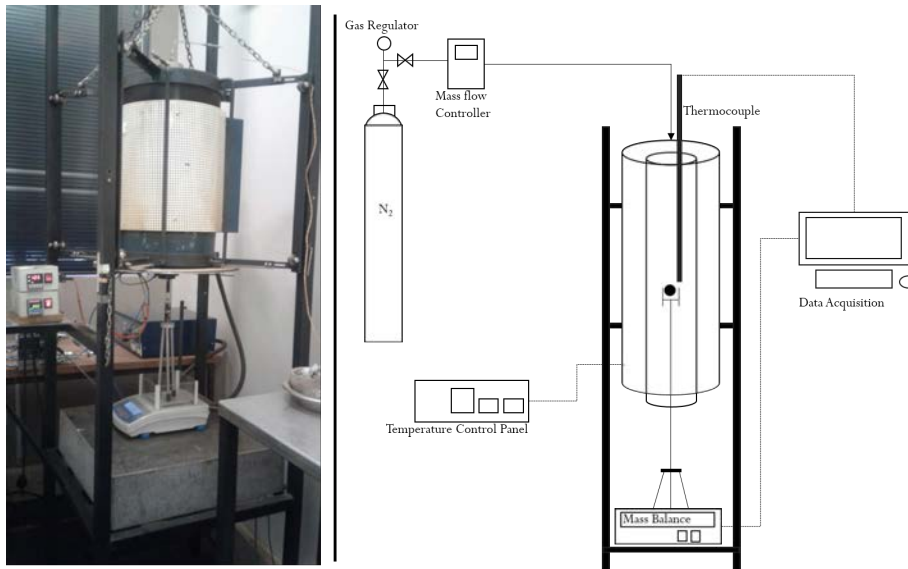 Gas Regulator
Mass flow
Controller
Thermocouple
N2
Data Acquisition
Temperature Control Panel
Mass Balance